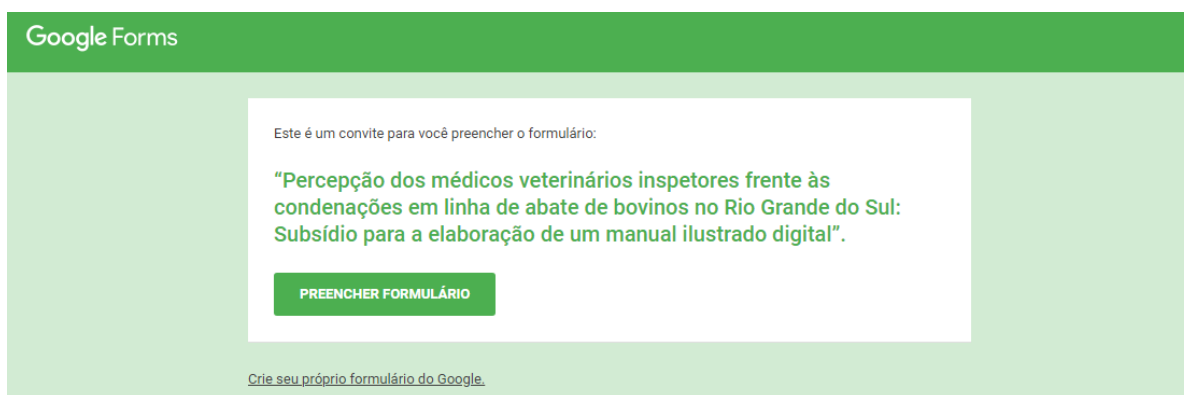 Google Forms
Este é um convite para você preencher o formulário:
“Percepção dos médicos veterinários inspetores frente às
condenações em linha de abate de bovinos no Rio Grande do Sul:
Subsídio para a elaboração de um manual ilustrado digital”.
PREENCHER FORMULÁRIO
Crie seu próprio formulário do Google.